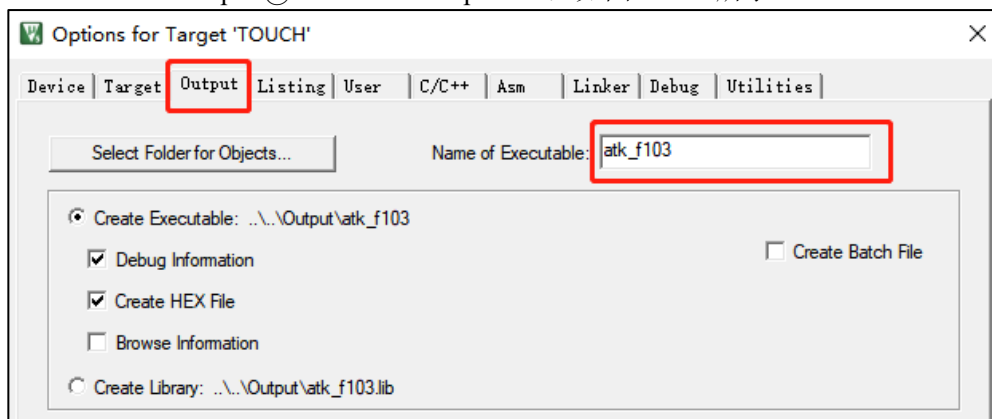 Options for Target 'TOUCH'
Device Target Output Listing User C/C++ Asm Linker Debug Utilities
Select Folder for Objects... Name of Executable: atk_f103
Create Executable: ..\..\Output\atk_f103
Debug Information Create Batch File
Create HEX File
Browse Information
Create Library: ..\..\Output\atk_f103.lib